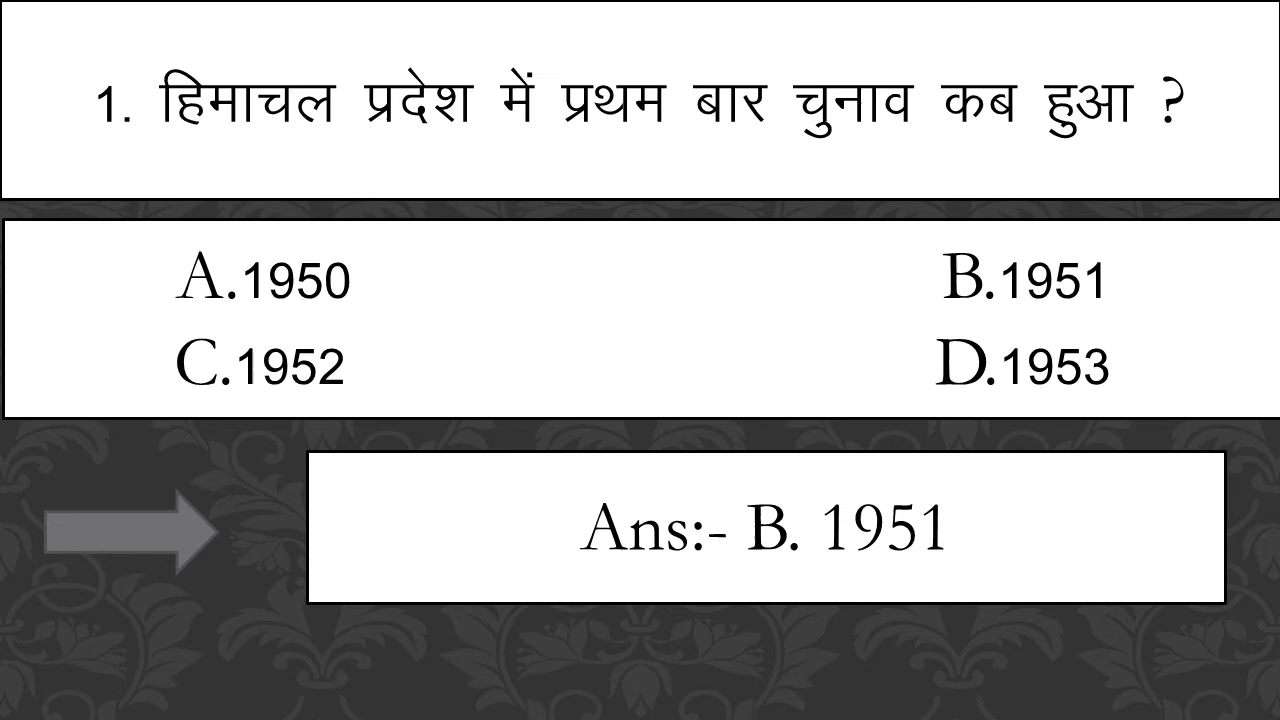 1. हिमाचल प्रदेश में प्रथम बार चुनाव कब हुआ ?
A.1950 B.1951
C.1952 D.1953
Ans:- B. 1951